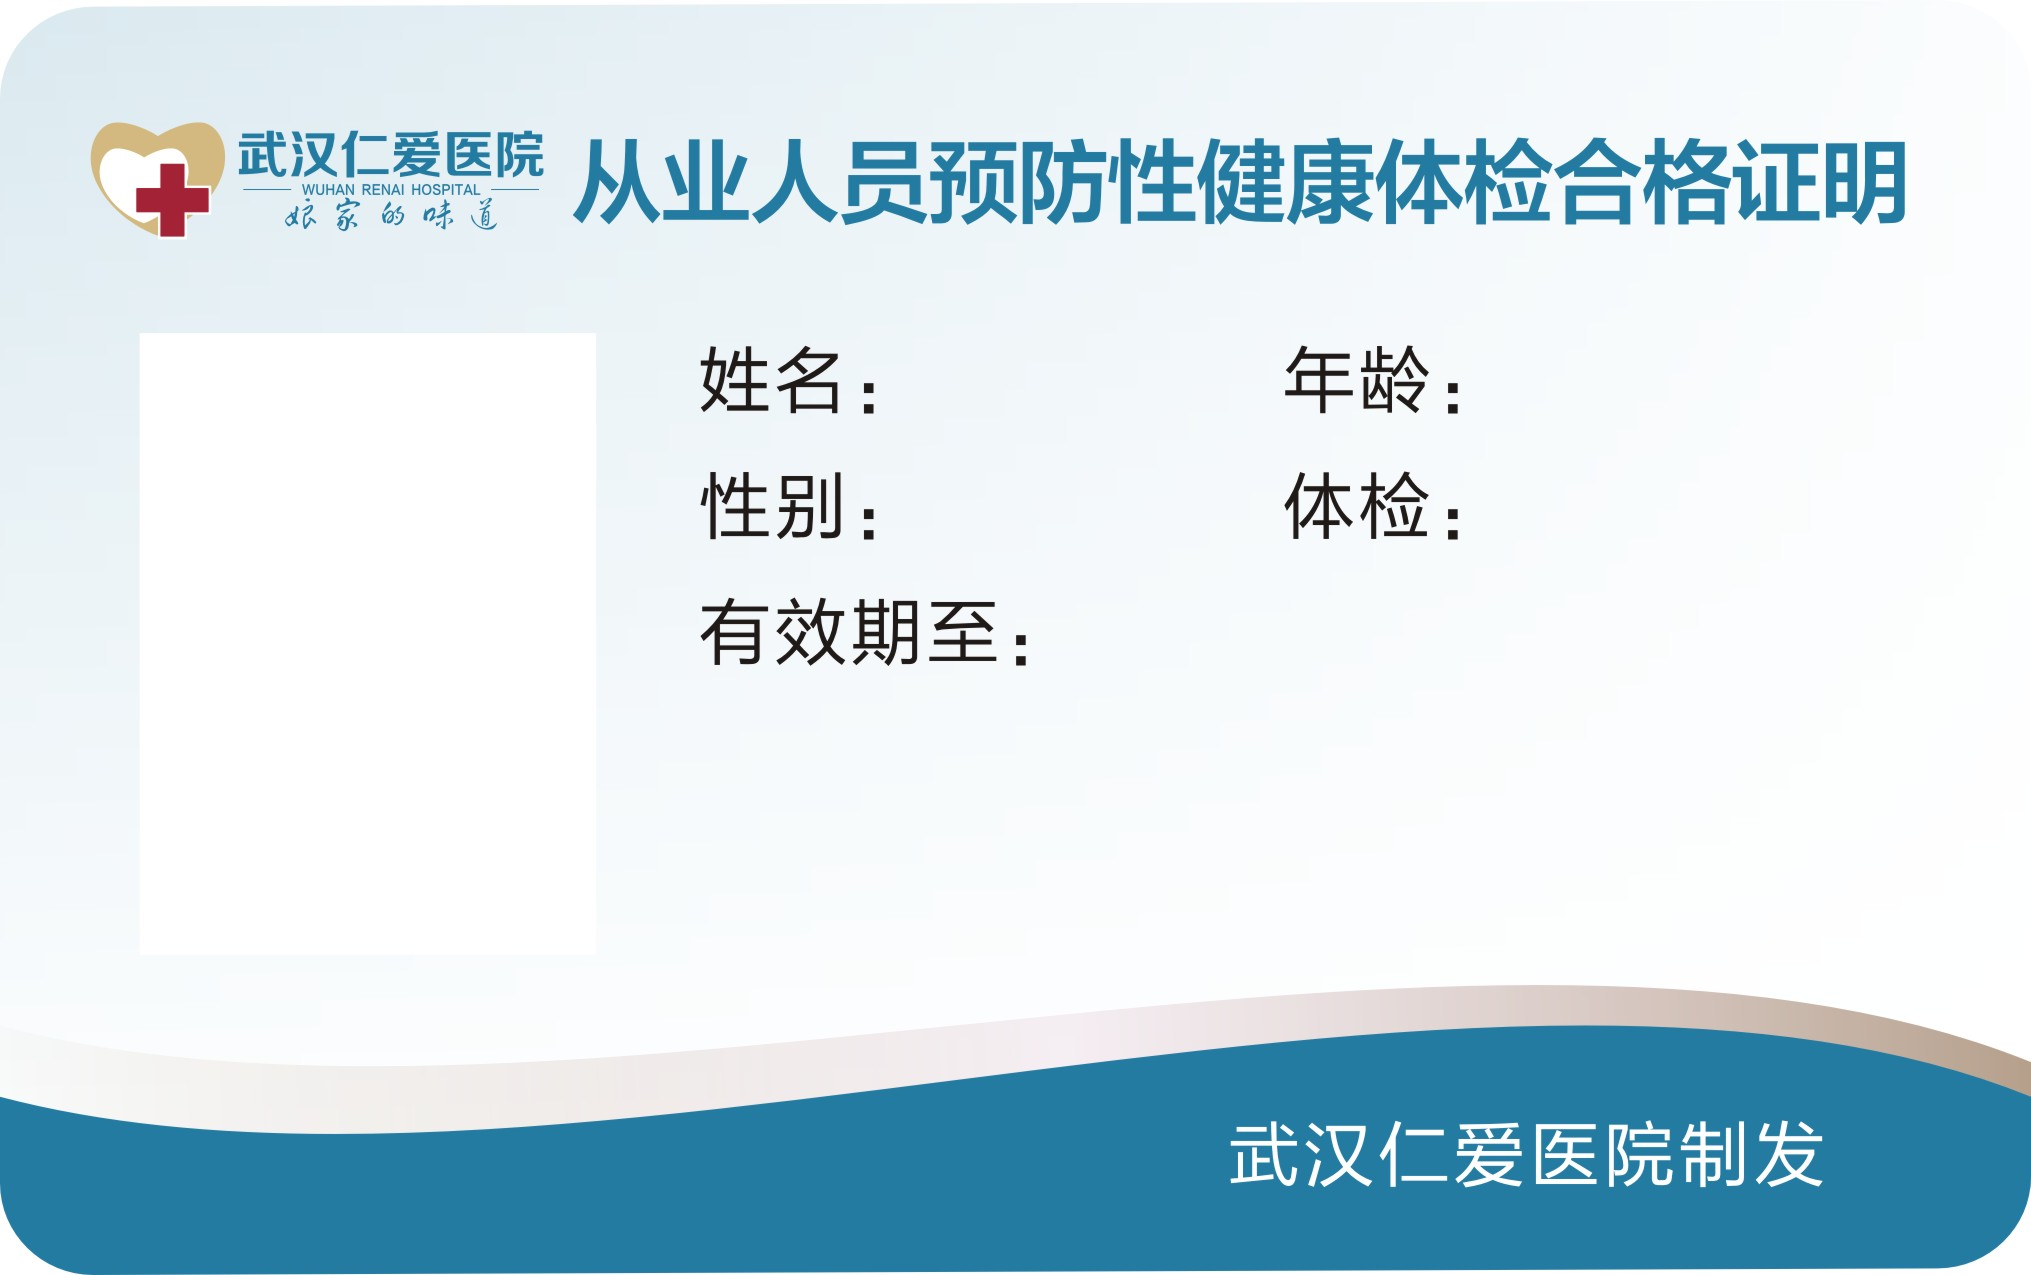 武汉仁爱医院
WUHAN RENAI HOSPITAL
娘家的味道
从业人员预防性健康体检合格证明
姓名： 年龄：
性别： 体检：
有效期至：
武汉仁爱医院制发